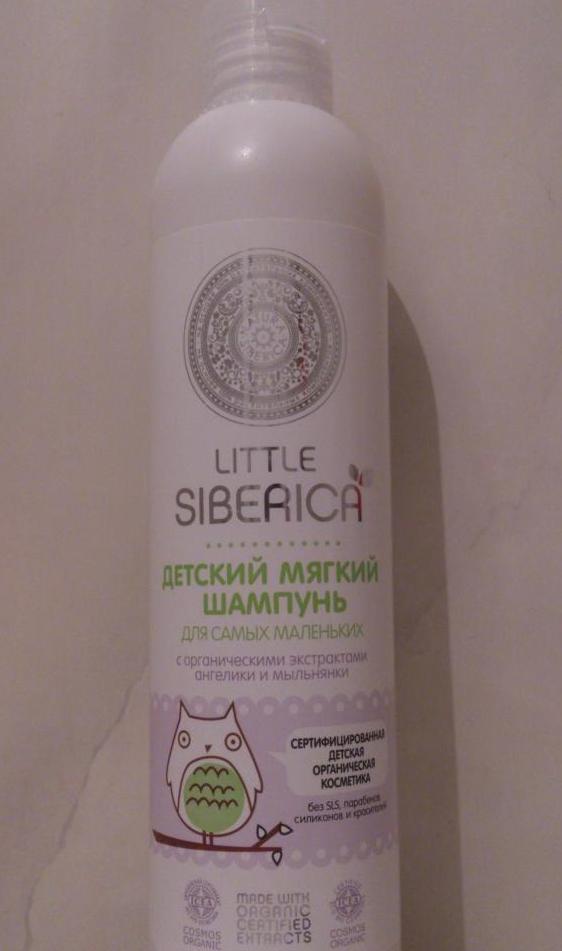 LITTLE
SIBERICA
ДЕТСКИЙ МЯГКИЙ
ШАМПУНЬ
ДЛЯ САМЫХ МАЛЕНЬКИХ
с органическими экстрактами
ангелики и мыльнянки
СЕРТИФИЦИРОВАННАЯ
ДЕТСКАЯ
ОРГАНИЧЕСКАЯ
КОСМЕТИКА
без SLS, парабенов,
силиконов и красителей
COSMOS
ORGANIC
MADE WITH
ORGANIC
CERTIFIED
EXTRACTS
COSMOS
ORGANIC